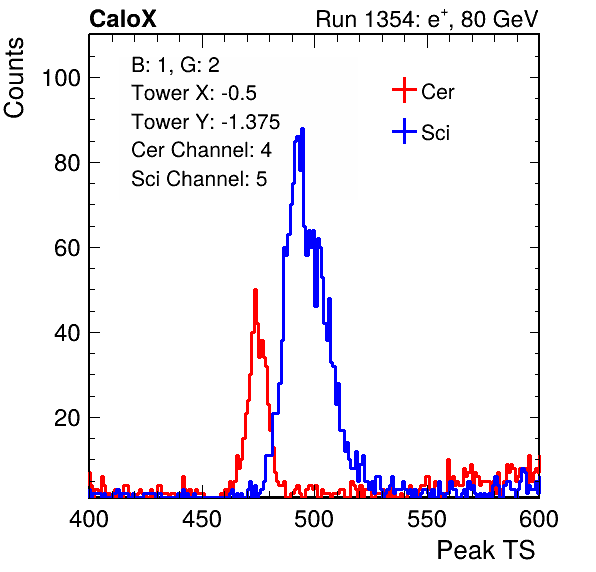 CaloX Run 1354: e⁺, 80 GeV
Counts
B: 1, G: 2
Tower X: -0.5
Tower Y: -1.375
Cer Channel: 4
Sci Channel: 5
Cer
Sci
100
80
60
40
20
400 450 500 550 600
Peak TS